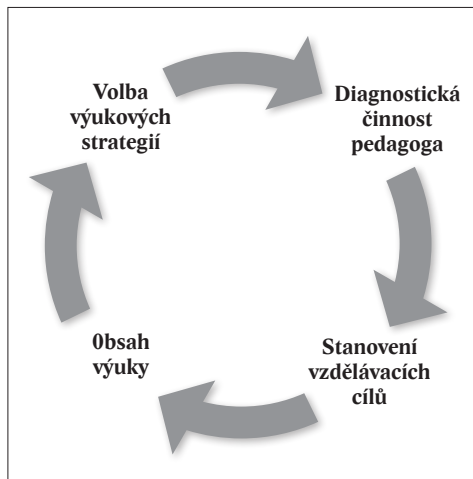 Volba
výukových
strategií
Diagnostická
činnost
pedagoga
Stanovení
vzdělávacích
cílů
0bsah
výuky